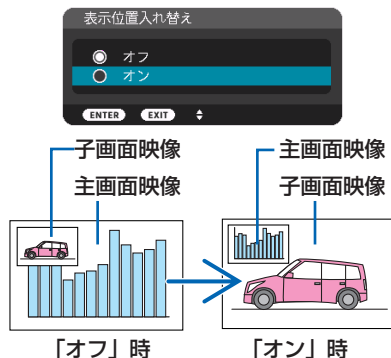 表示位置入れ替え
オフ
オン
ENTER EXIT
子画面映像
主画面映像
主画面映像
子画面映像
「オフ」時
「オン」時